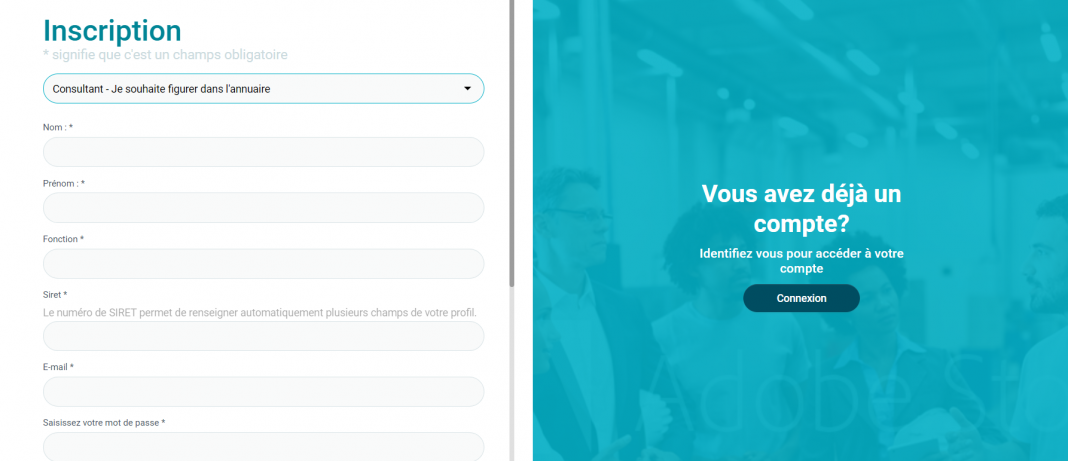 Inscription
* signifie que c'est un champs obligatoire
Consultant - Je souhaite figurer dans l'annuaire
Nom : *
Prénom : *
Fonction *
Siret *
Le numéro de SIRET permet de renseigner automatiquement plusieurs champs de votre profil.
E-mail *
Saisissez votre mot de passe *
Vous avez déjà un
compte?
Identifiez vous pour accéder à votre
compte
Connexion
Adobe Sto